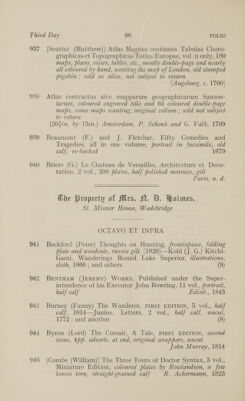 Third Day 96 FOLIO
937 [Seutter (Matthew)] Atlas Magnus continens Tabulas Choro-
graphicas et Topographicas Totius Europae, vol. II only, 180
maps, plans, views, tables, etc., mostly double-page and nearly
all coloured by hand, wanting the map of London, old stamped
pigskin; sold as atlas, not subject to return
(Augsburg, c. 1700)
938 Atlas contractus sive mapparum geographicarum Sanson-
iarum, coloured engraved title and 64 coloured double-page
maps, some maps wanting, original vellum; sold not subject
to return
(20¾in. by 13in.) Amsterdam, P. Schenk and G. Valk, 1709
939 Beaumont (F.) and J. Fletcher. Fifty Comedies and
Tragedies, all in one volume, portrait in facsimile, old
calf, re-backed 1679
940 Briere (G.) Le Chateau de Versailles, Architecture et Deco-
ration, 2 vol., 200 plates, half polished morocco, gilt
Paris, n. d.
The Property of Mrs. N. D. Holmes.
St. Minver House, Wadebridge
OCTAVO ET INFRA
941 Beckford (Peter) Thoughts on Hunting, frontispiece, folding
plate and woodcuts, russia gilt. [1820]—Kohl (J. G.) Kitchi-
Gami, Wanderings Round Lake Superior, illustrations,
cloth, 1860; and others (9)
942 BENTHAM (JEREMY) WORKS, Published under the Super-
intendence of his Executor John Bowring, 11 vol., portrait,
half calf Edinb., 1843
943 Burney (Fanny) The Wanderer, FIRST EDITION, 5 vol., half
calf, 1814—Junius. Letters, 2 vol., half calf, uncut,
1772; and another (8)
944 Byron (Lord) The Corsair, A Tale, FIRST EDITION, second
issue, 4pp. adverts. at end, original wrappers, uncut
John Murray, 1814
945 [Combe (William)] The Three Tours of Doctor Syntax, 3 vol.,
Miniature Edition, coloured plates by Rowlandson, a few
leaves torn, straight-grained calf R. Ackermann, 1823